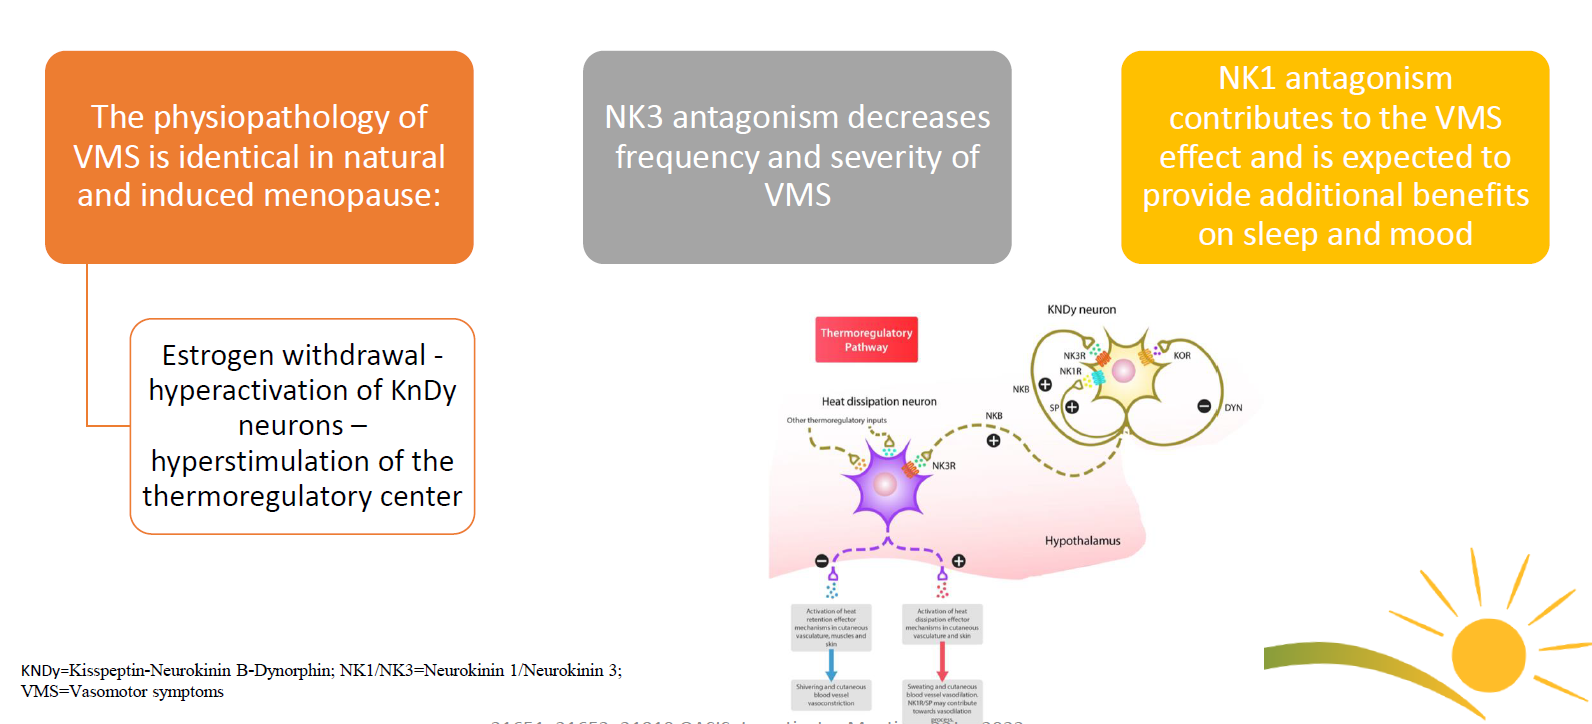 The physiopathology of
VMS is identical in natural
and induced menopause:
NK3 antagonism decreases
frequency and severity of
VMS
NK1 antagonism
contributes to the VMS
effect and is expected to
provide additional benefits
on sleep and mood
Estrogen withdrawal -
hyperactivation of KnDy
neurons –
hyperstimulation of the
thermoregulatory center
Thermoregulatory
Pathway
KNDy neuron
NK3R
NK1R
KOR
NKB
SP
DYN
Heat dissipation neuron
Other thermoregulatory inputs
NKB
NK3R
Hypothalamus
Activation of heat
retention effector
mechanisms in cutaneous
vasculature, muscles and
skin
Activation of heat
dissipation effector
mechanisms in cutaneous
vasculature and skin
Shivering and cutaneous
blood vessel
vasoconstriction
Sweating and cutaneous
blood vessel vasodilation.
NK1R/SP may contribute
towards vasodilation
process.
KNDy=Kisspeptin-Neurokinin B-Dynorphin; NK1/NK3=Neurokinin 1/Neurokinin 3;
VMS=Vasomotor symptoms